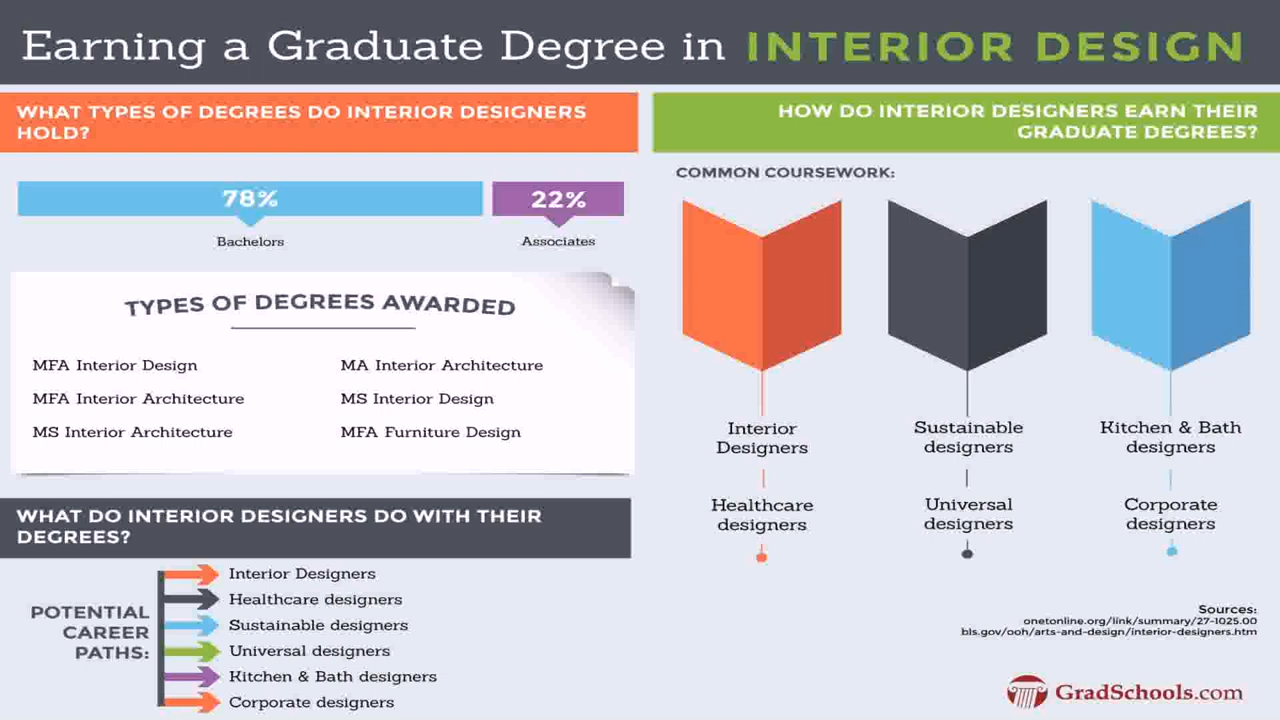 Earning a Graduate Degree in INTERIOR DESIGN
WHAT TYPES OF DEGREES DO INTERIOR DESIGNERS
HOLD?
78%
22%
Bachelors
Associates
TYPES OF DEGREES AWARDED
MFA Interior Design
MA Interior Architecture
MFA Interior Architecture
MS Interior Design
MS Interior Architecture
MFA Furniture Design
WHAT DO INTERIOR DESIGNERS DO WITH THEIR
DEGREES?
POTENTIAL
CAREER
PATHS:
Interior Designers
Healthcare designers
Sustainable designers
Universal designers
Kitchen & Bath designers
Corporate designers
HOW DO INTERIOR DESIGNERS EARN THEIR
GRADUATE DEGREES?
COMMON COURSEWORK:
Interior
Designers
Sustainable
designers
Kitchen & Bath
designers
Healthcare
designers
Universal
designers
Corporate
designers
Sources:
onetonline.org/link/summary/27-1025.00
bls.gov/ooh/arts-and-design/interior-designers.htm
GradSchools.com